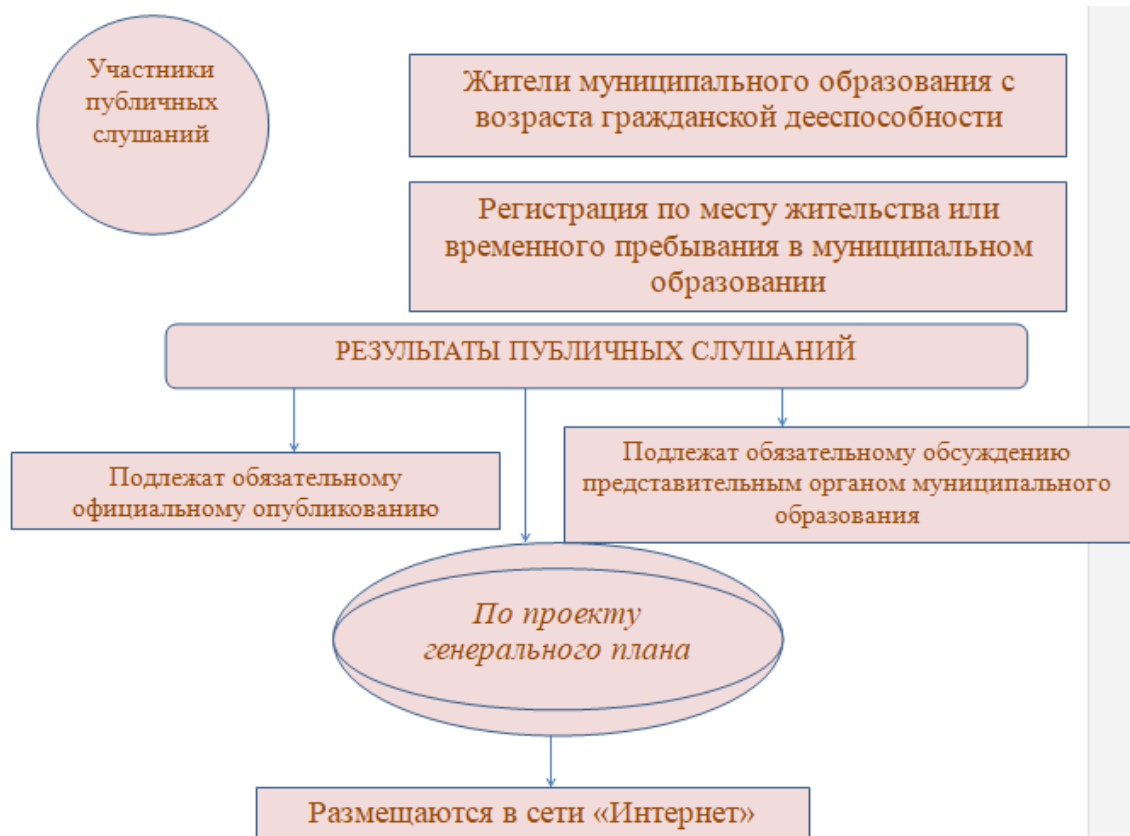 Участники
публичных
слушаний
Жители муниципального образования с
возраста гражданской дееспособности
Регистрация по месту жительства или
временного пребывания в муниципальном
образовании
РЕЗУЛЬТАТЫ ПУБЛИЧНЫХ СЛУШАНИЙ
Подлежат обязательному
официальному опубликованию
Подлежат обязательному обсуждению
представительным органом муниципального
образования
По проекту
генерального плана
Размещаются в сети «Интернет»